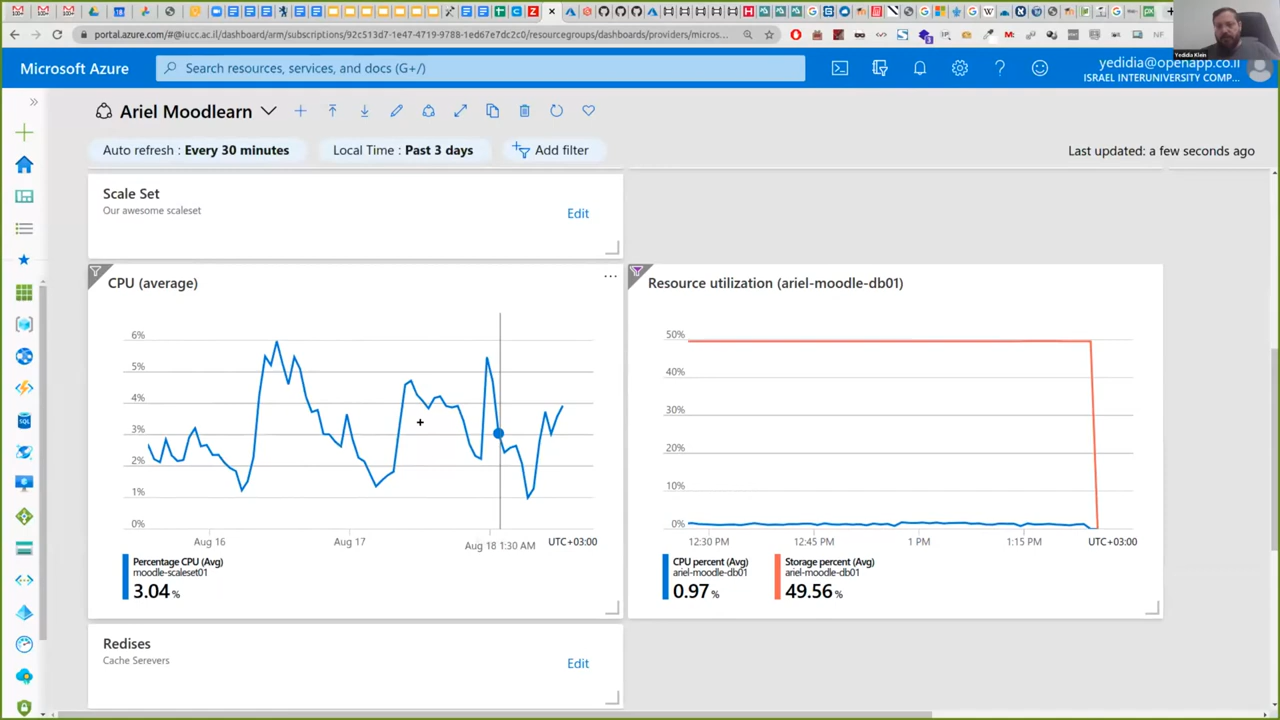 portal.azure.com/#@iucc.ac.il/dashboard/arm/subscriptions/92c513d7-1e47-4719-9788-1ed67e7dc2c0/resourcegroups/dashboards/providers/micros...
Yedidia Klein
Microsoft Azure
Search resources, services, and docs (G+/)
yedidia@openapp.co.il
ISRAEL INTERUNIVERSITY COMP...
Ariel Moodlearn
Auto refresh : Every 30 minutes
Local Time : Past 3 days
Add filter
Last updated: a few seconds ago
Scale Set
Our awesome scaleset
Edit
CPU (average)
6%
5%
4%
3%
2%
1%
0%
Aug 16
Aug 17
Aug 18 1:30 AM
UTC+03:00
Percentage CPU (Avg)
moodle-scaleset01
3.04 %
Resource utilization (ariel-moodle-db01)
50%
40%
30%
20%
10%
0%
12:30 PM
12:45 PM
1 PM
1:15 PM
UTC+03:00
CPU percent (Avg)
ariel-moodle-db01
0.97 %
Storage percent (Avg)
ariel-moodle-db01
49.56 %
Redises
Cache Serevers
Edit